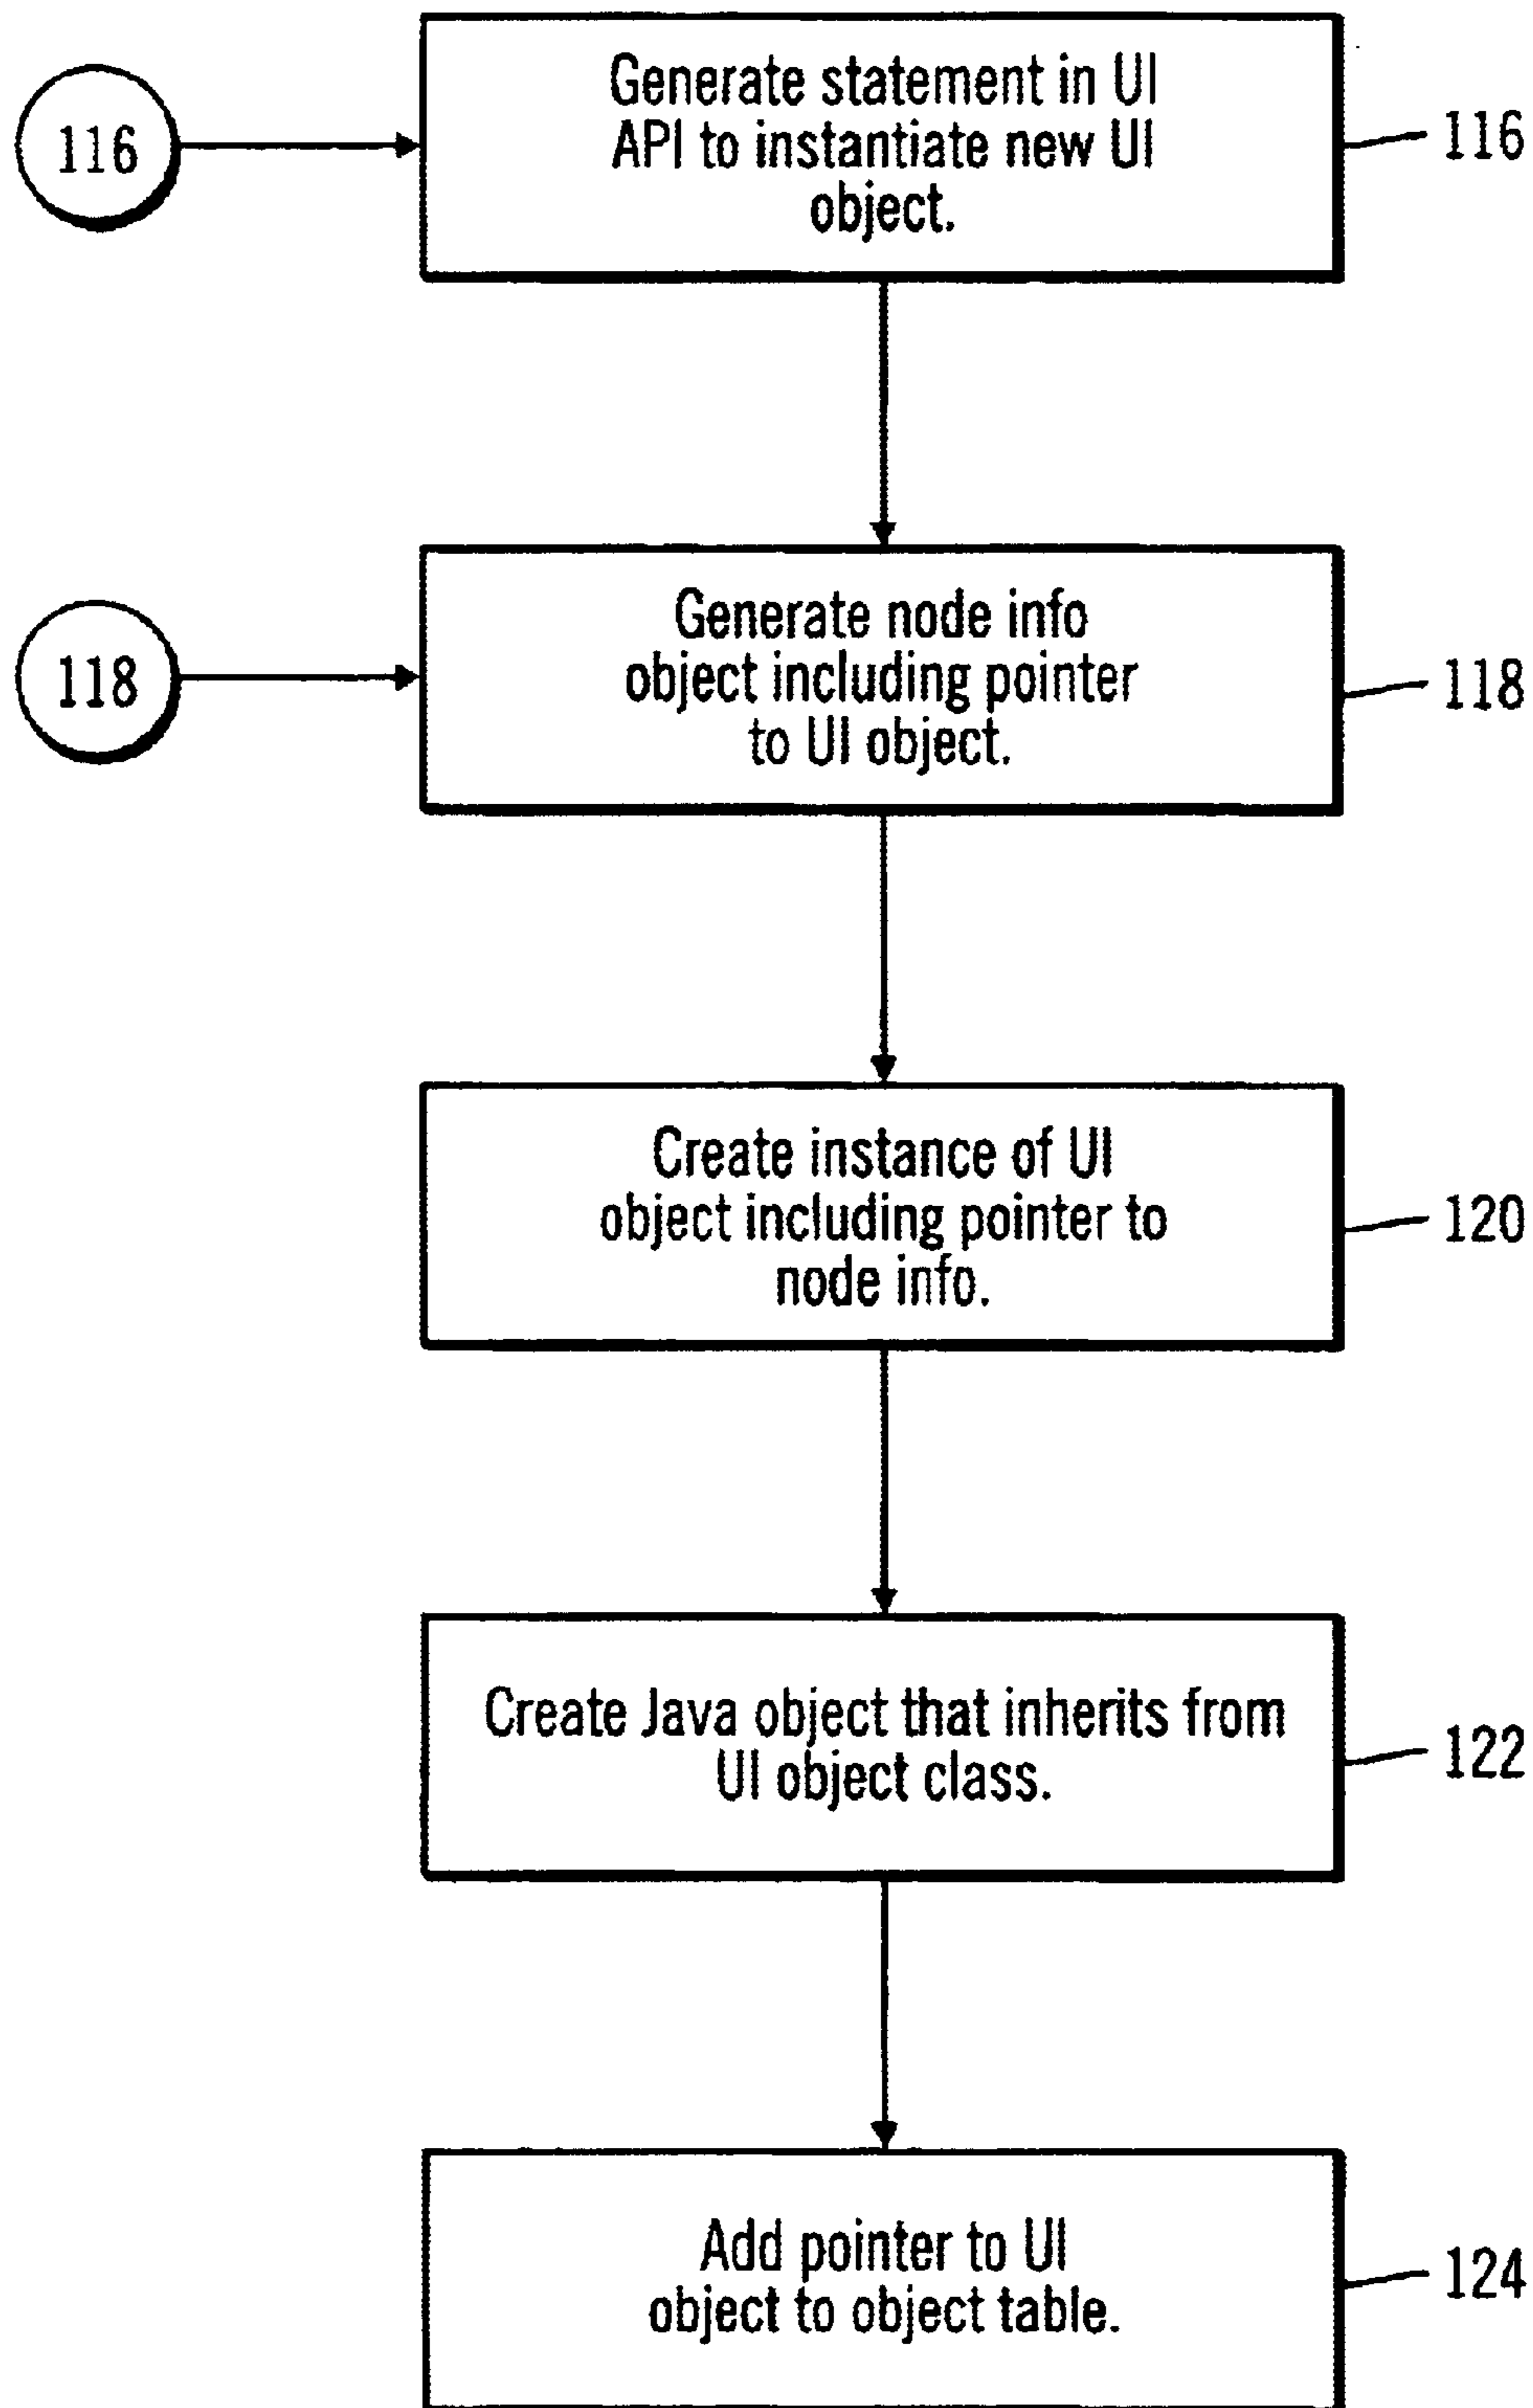 Generate statement in UI
API to instantiate new UI
object.
116
116
Generate node info
object including pointer
to UI object.
118
118
Create instance of UI
object including pointer to
node info.
120
Create Java object that inherits from
UI object class.
122
Add pointer to UI
object to object table.
124